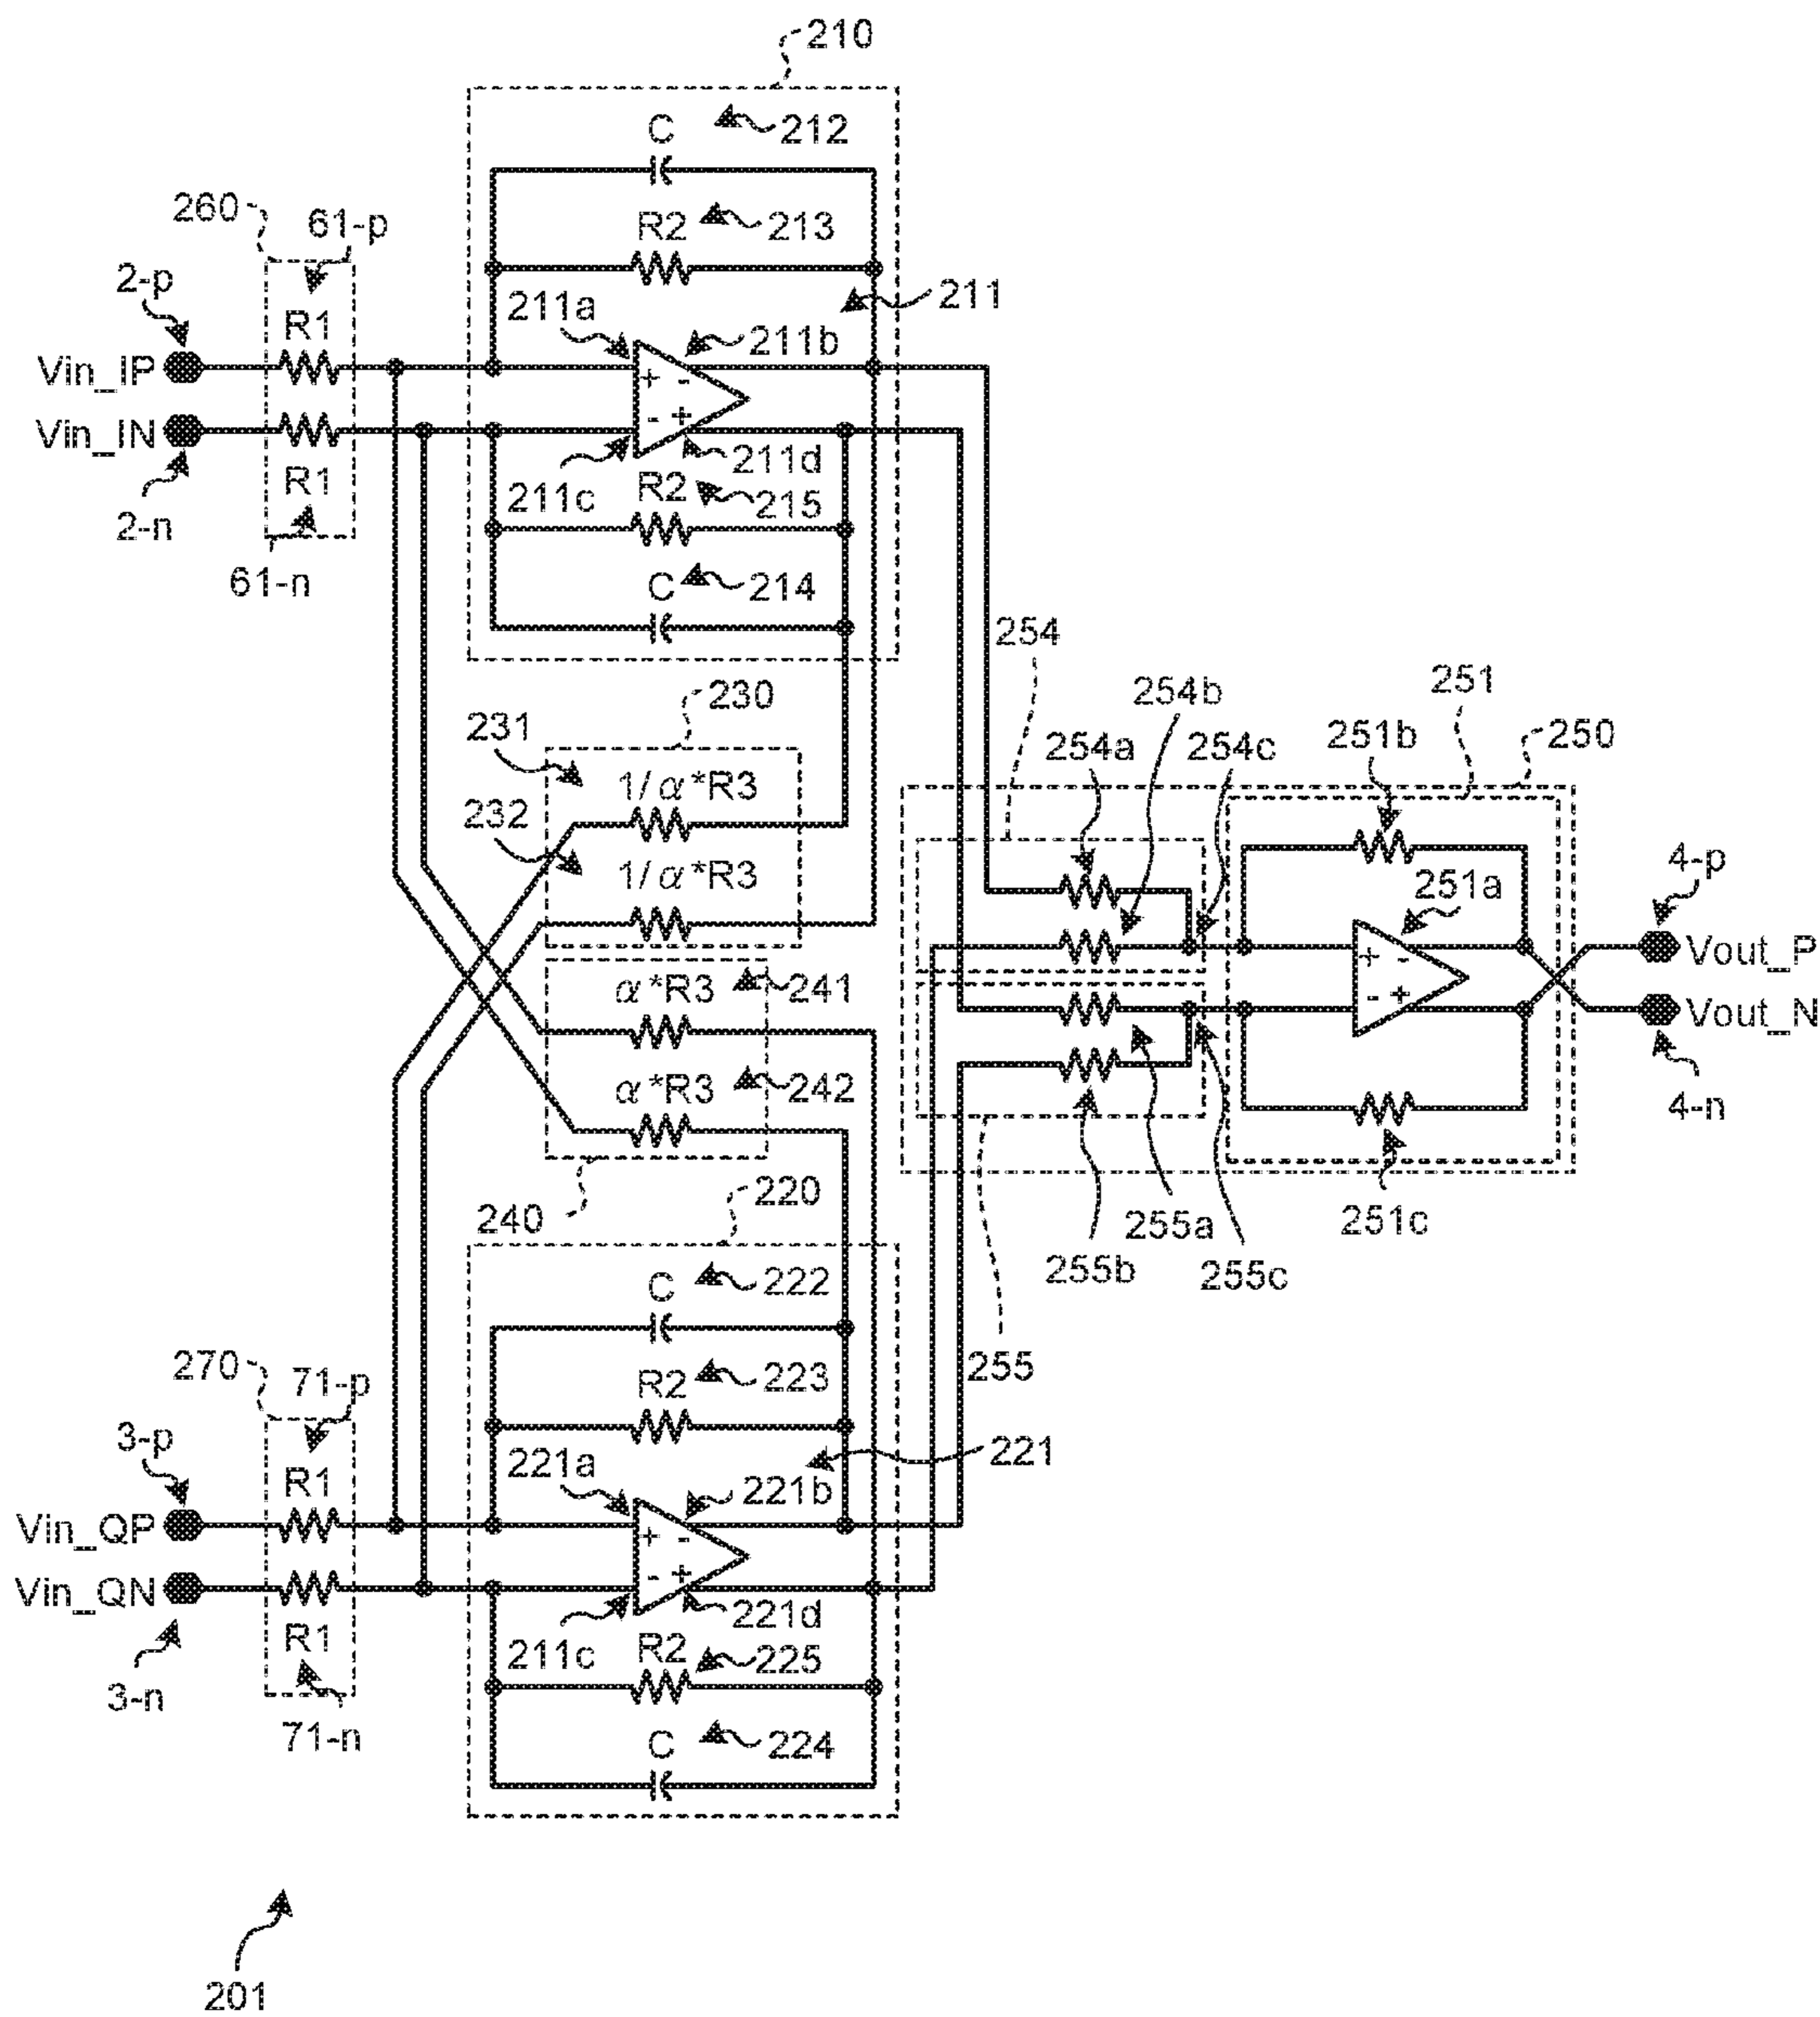 210
C 212
260
61-p
R2 213
2-p
211a
211
R1
211b
Vin_IP
+ -
Vin_IN
- +
R1
211c
R2
211d
215
2-n
61-n
C 214
254
230
254b
251
231
254a
254c
251b
250
1/α*R3
232
1/α*R3
4-p
251a
Vout_P
+ -
α*R3 241
- +
Vout_N
α*R3 242
4-n
240
220
255a
251c
255b
255c
C 222
270
71-p
R2 223
255
3-p
221a
221
R1
221b
Vin_QP
+ -
Vin_QN
- +
R1
211c
R2
221d
225
3-n
71-n
C 224
201